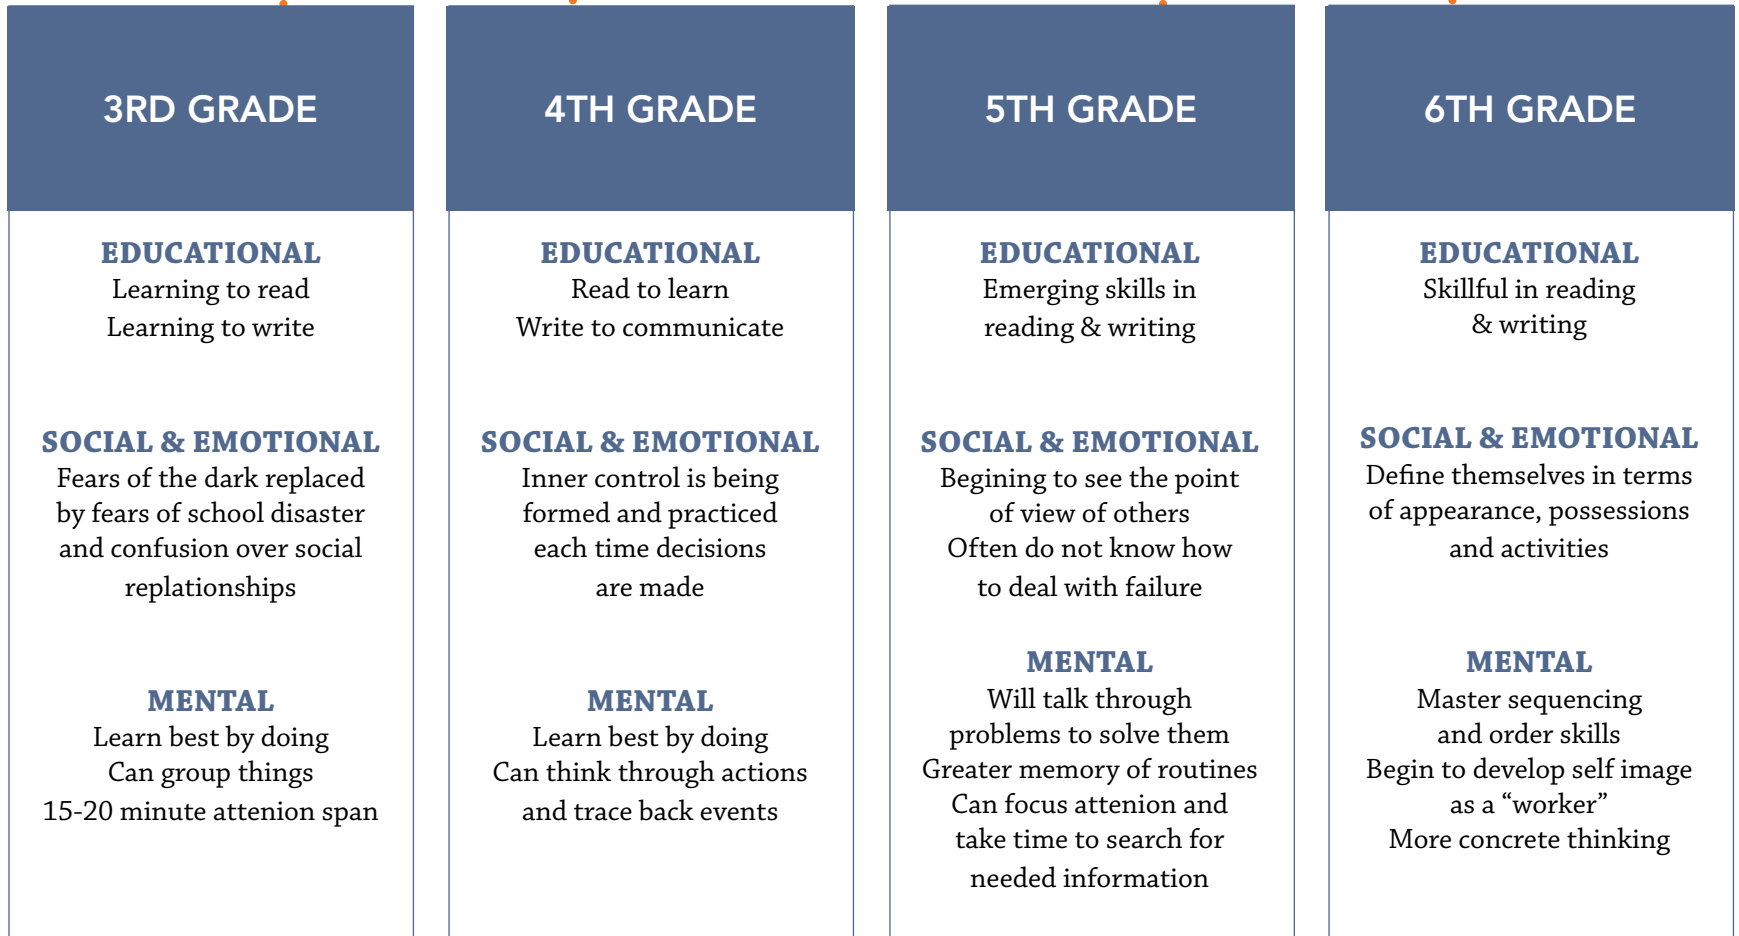 3RD GRADE
EDUCATIONAL
Learning to read
Learning to write
SOCIAL & EMOTIONAL
Fears of the dark replaced
by fears of school disaster
and confusion over social
replationships
MENTAL
Learn best by doing
Can group things
15-20 minute attenion span
4TH GRADE
EDUCATIONAL
Read to learn
Write to communicate
SOCIAL & EMOTIONAL
Inner control is being
formed and practiced
each time decisions
are made
MENTAL
Learn best by doing
Can think through actions
and trace back events
5TH GRADE
EDUCATIONAL
Emerging skills in
reading & writing
SOCIAL & EMOTIONAL
Begining to see the point
of view of others
Often do not know how
to deal with failure
MENTAL
Will talk through
problems to solve them
Greater memory of routines
Can focus attenion and
take time to search for
needed information
6TH GRADE
EDUCATIONAL
Skillful in reading
& writing
SOCIAL & EMOTIONAL
Define themselves in terms
of appearance, possessions
and activities
MENTAL
Master sequencing
and order skills
Begin to develop self image
as a “worker”
More concrete thinking